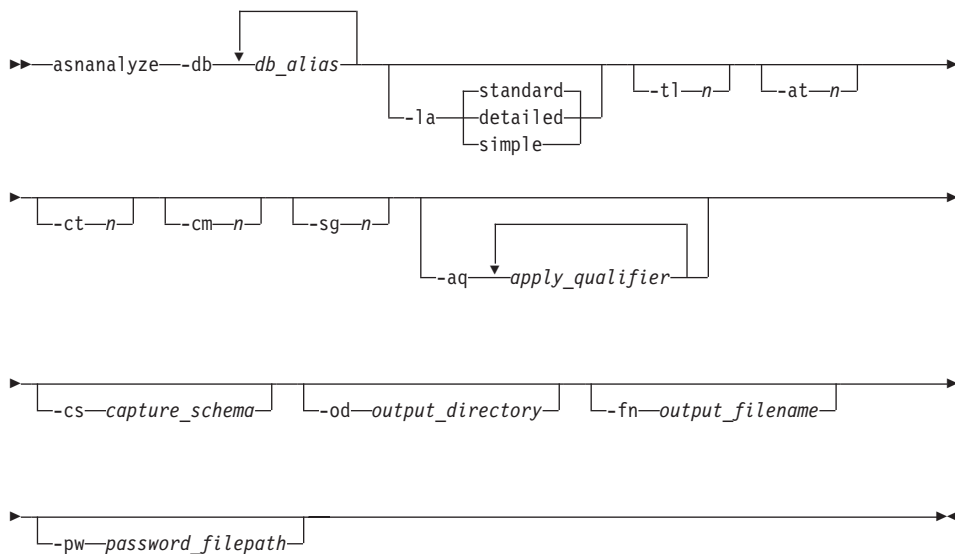 asnanalyze -db db_alias
-la standard
detailed
simple
-tl n
-at n
-ct n
-cm n
-sg n
-aq apply_qualifier
-cs capture_schema
-od output_directory
-fn output_filename
-pw password_filepath